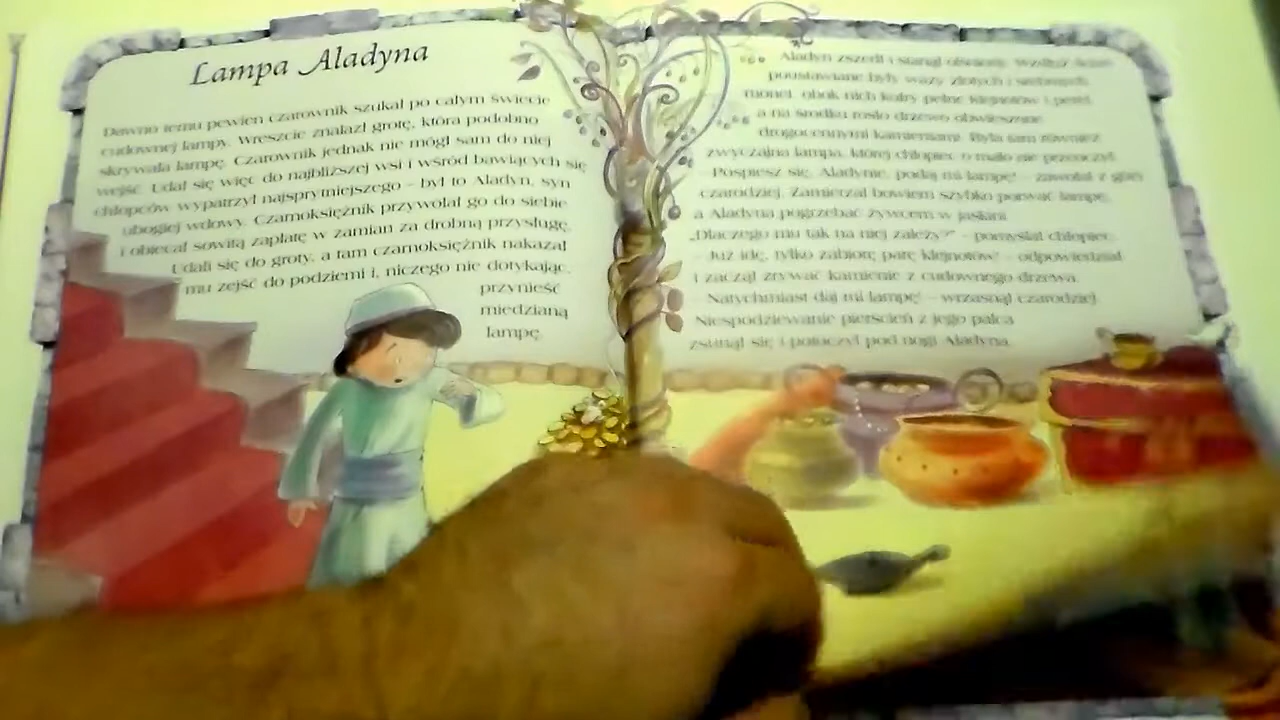 Lampa Aladyna
Dawno temu pewien czarownik szukał po całym świecie
cudownej lampy. Wreszcie znalazł grotę, która podobno
skrywała lampę. Czarownik jednak nie mógł sam do niej
wejść. Udał się więc do najbliższej wsi i wśród bawiących się
chłopców wypatrzył najsprymiejszego – był to Aladyn, syn
ubogiej wdowy. Czarnoksiężnik przywołał go do siebie
i obiecał sowitą zapłatę w zamian za drobną przysługę.
Udali się do groty, a tam czarnoksiężnik nakazał
mu zejść do podziemi i, niczego nie dotykając,
przynieść
miedzianą
lampę.
Aladyn zszedł i stanął olśniony. Wzdłuż ścian
poustawiane były wazy złotych i srebrnych
monet, obok nich kufry pełne klejnotów i pereł,
a na środku rosło drzewo obwieszone
drogocennymi kamieniami. Była tam również
zwyczajna lampa, której chłopiec o mało nie przeoczył.
– Pospiesz się, Aladynie, podaj mi lampę! – zawołał z góry
czarodziej. Zamierzał bowiem szybko porwać lampę,
a Aladyna pogrzebać żywcem w jaskini.
„Dlaczego mu tak na niej zależy?" – pomyślał chłopiec.
– Już idę, tylko zabiorę parę klejnotów! – odpowiedział
i zaczął zrywać kamienie z cudownego drzewa.
– Natychmiast daj mi lampę! – wrzasnął czarodziej.
Niespodziewanie pierścień z jego palca
zsunął się i potoczył pod nogi Aladyna.